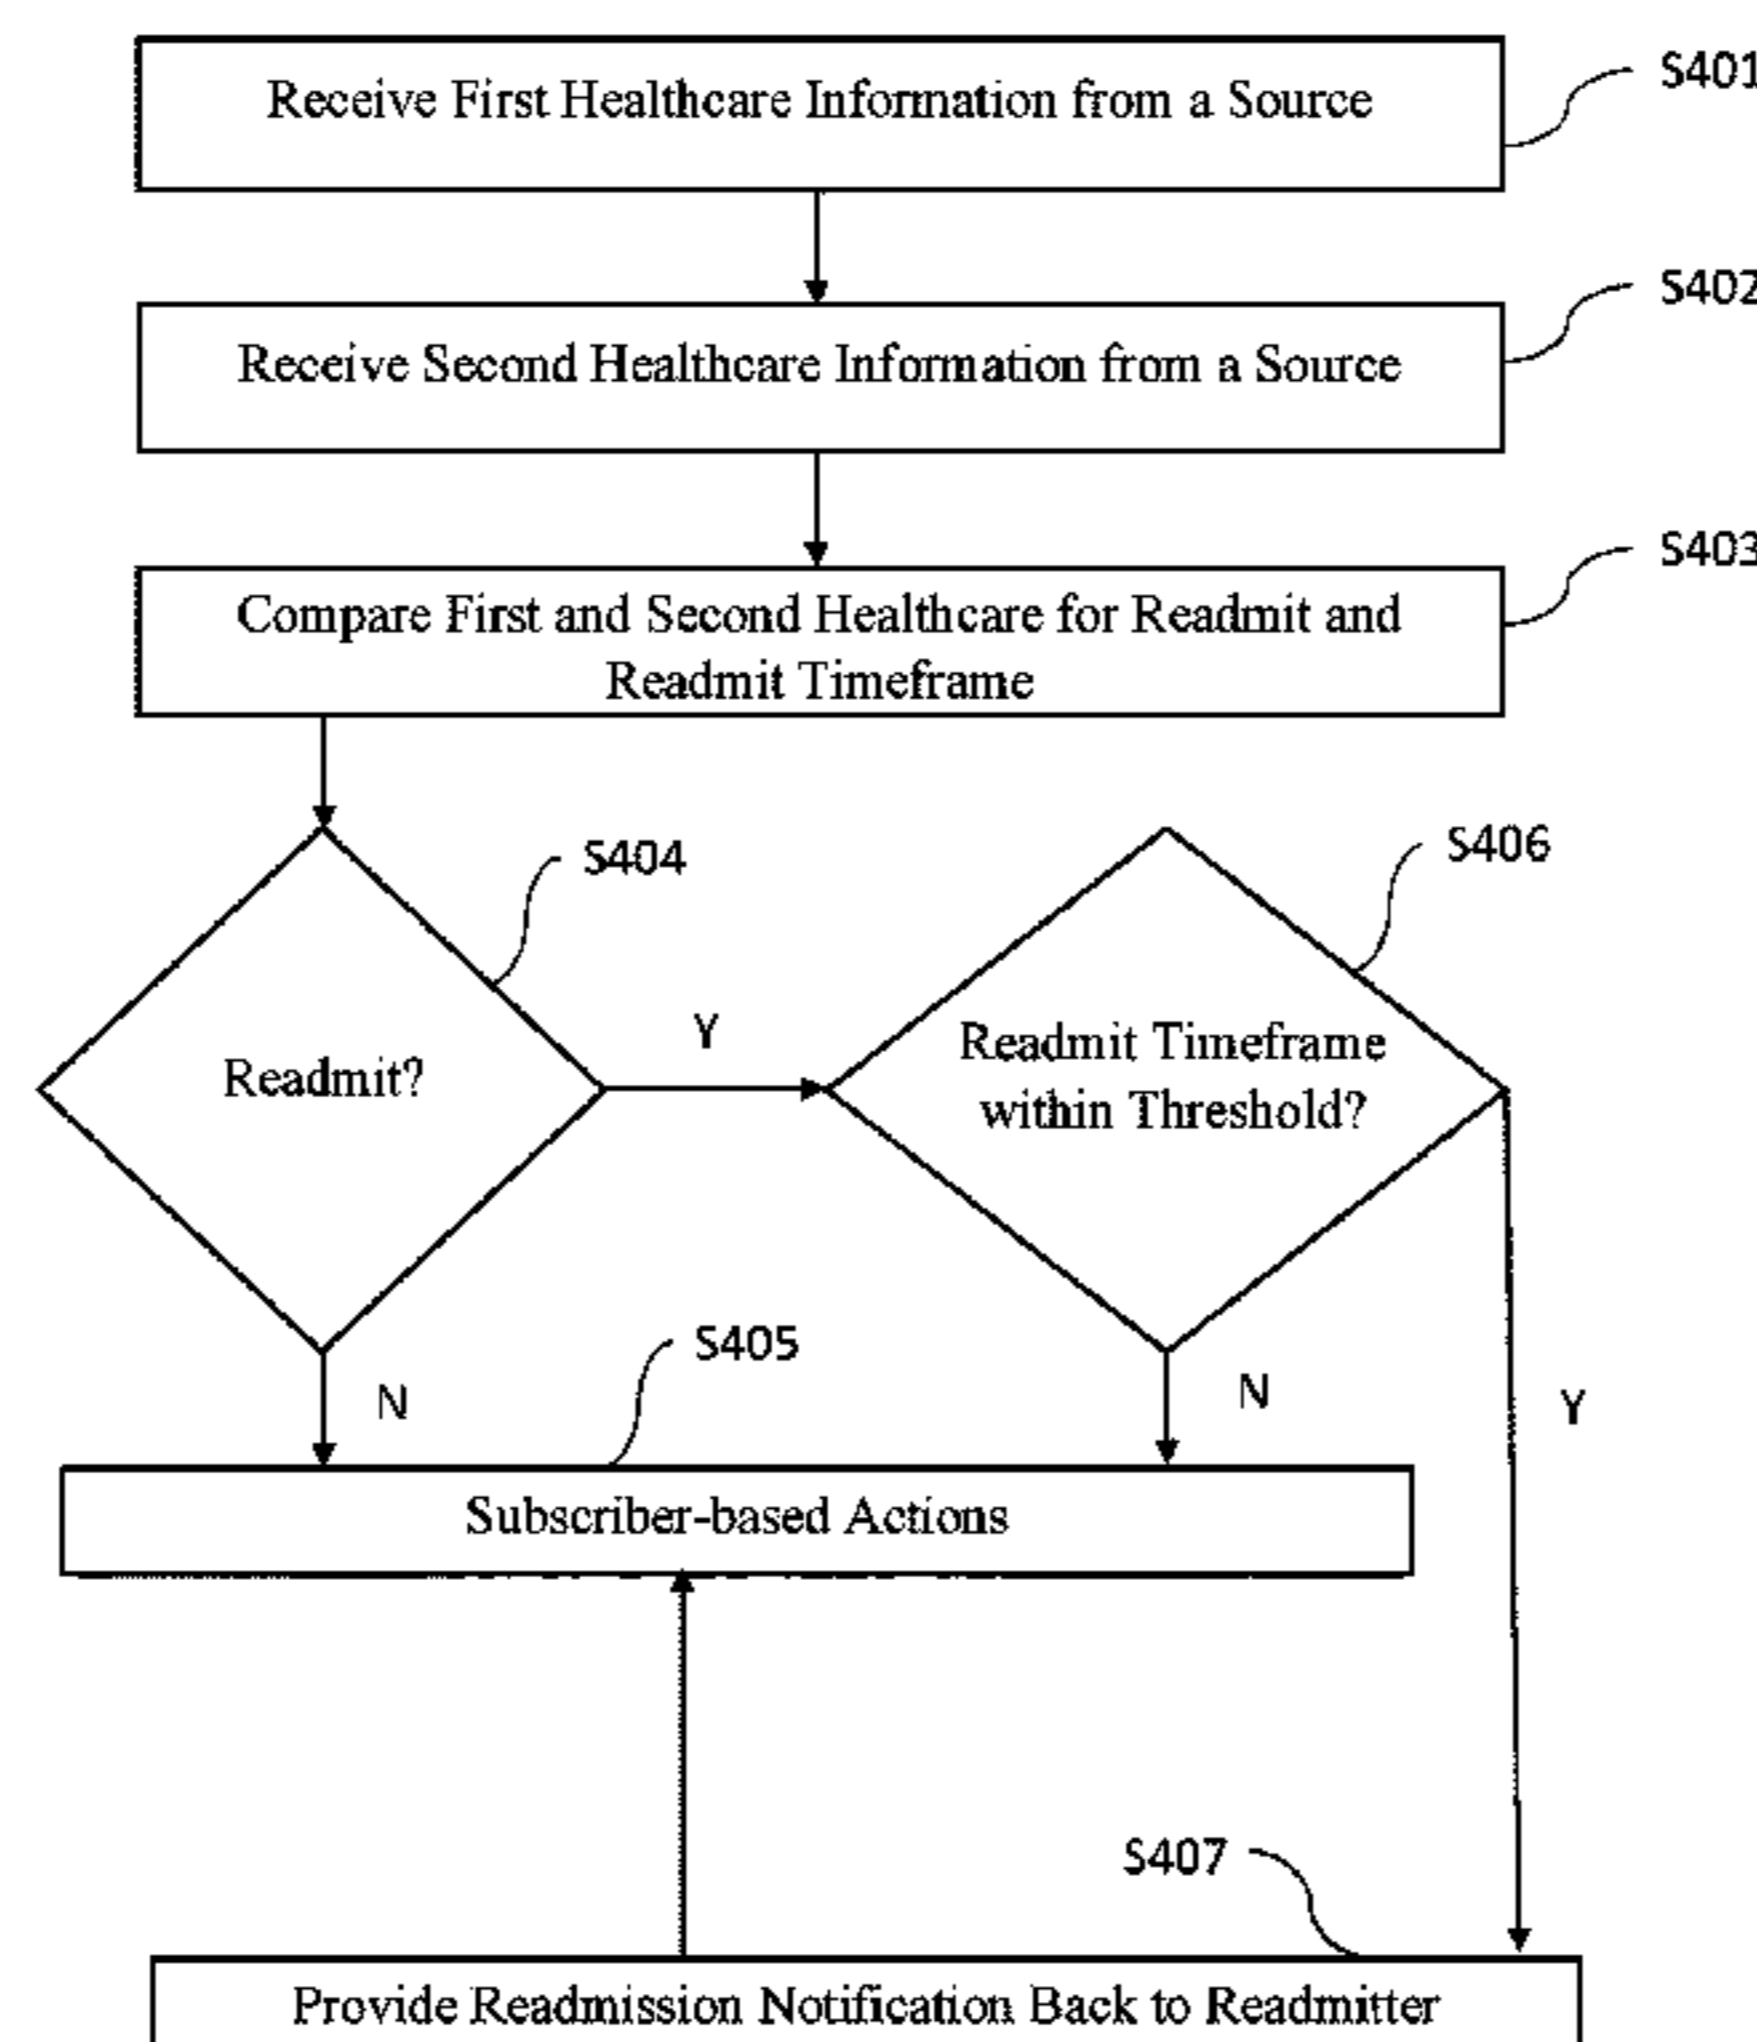 Receive First Healthcare Information from a Source
S401
Receive Second Healthcare Information from a Source
S402
Compare First and Second Healthcare for Readmit and
Readmit Timeframe
S403
S404
Readmit?
Y
S406
Readmit Timeframe
within Threshold?
N
S405
N
Y
Subscriber-based Actions
S407
Provide Readmission Notification Back to Readmitter